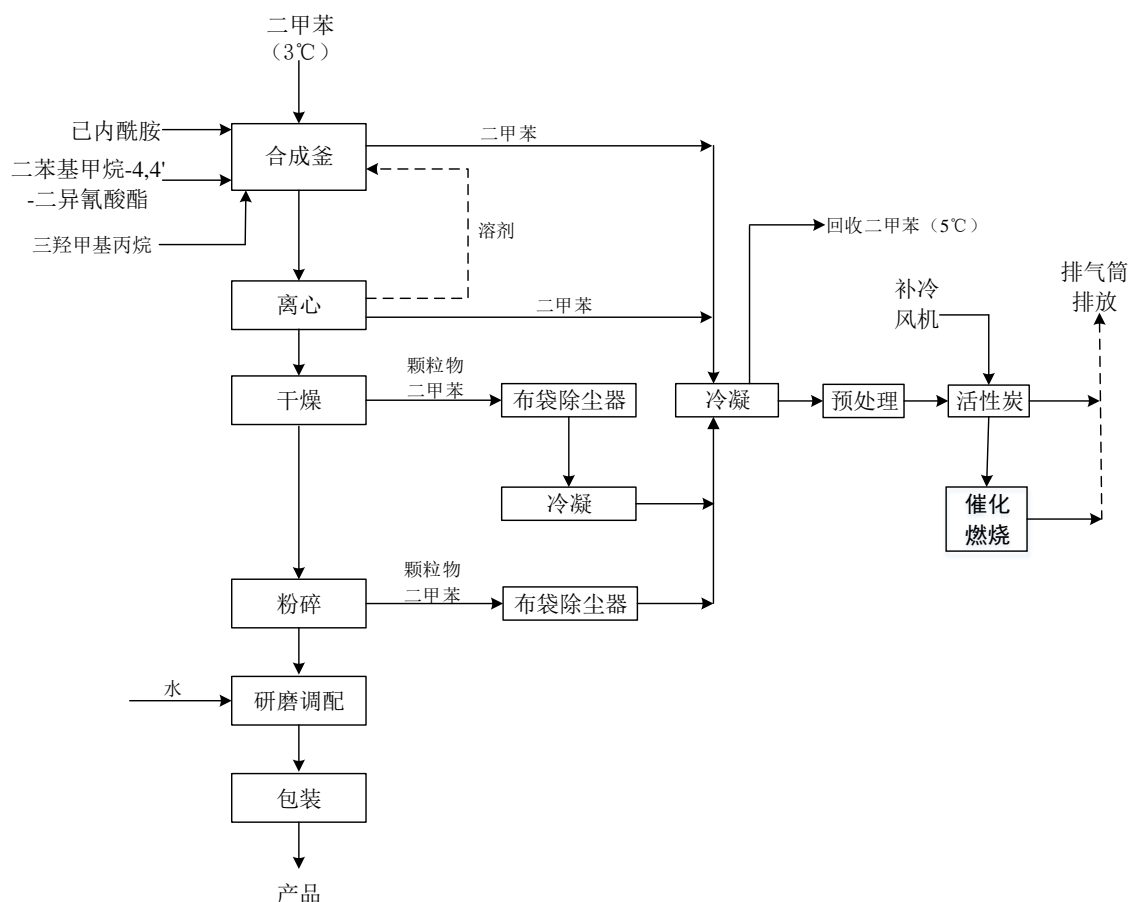 二甲苯
（3℃）
已内酰胺
二苯基甲烷-4,4'
-二异氰酸酯
三羟甲基丙烷
合成釜
二甲苯
溶剂
回收二甲苯（5℃）
离心
二甲苯
补冷
风机
排气筒
排放
干燥
颗粒物
二甲苯
布袋除尘器
冷凝
预处理
活性炭
冷凝
催化
燃烧
粉碎
颗粒物
二甲苯
布袋除尘器
水
研磨调配
包装
产品